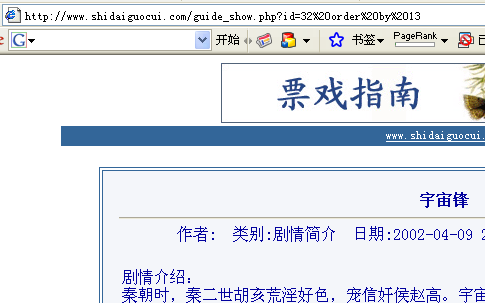 http://www.shidaiguocui.com/guide_show.php?id=32%20order%20by%2013
G 开始 书签 PageRank
票戏指南
www.shidaiguocui.
宇宙锋
作者: 类别:剧情简介 日期:2002-04-09
剧情介绍:
秦朝时，秦二世胡亥荒淫好色，宠信奸侯赵高。宇宙